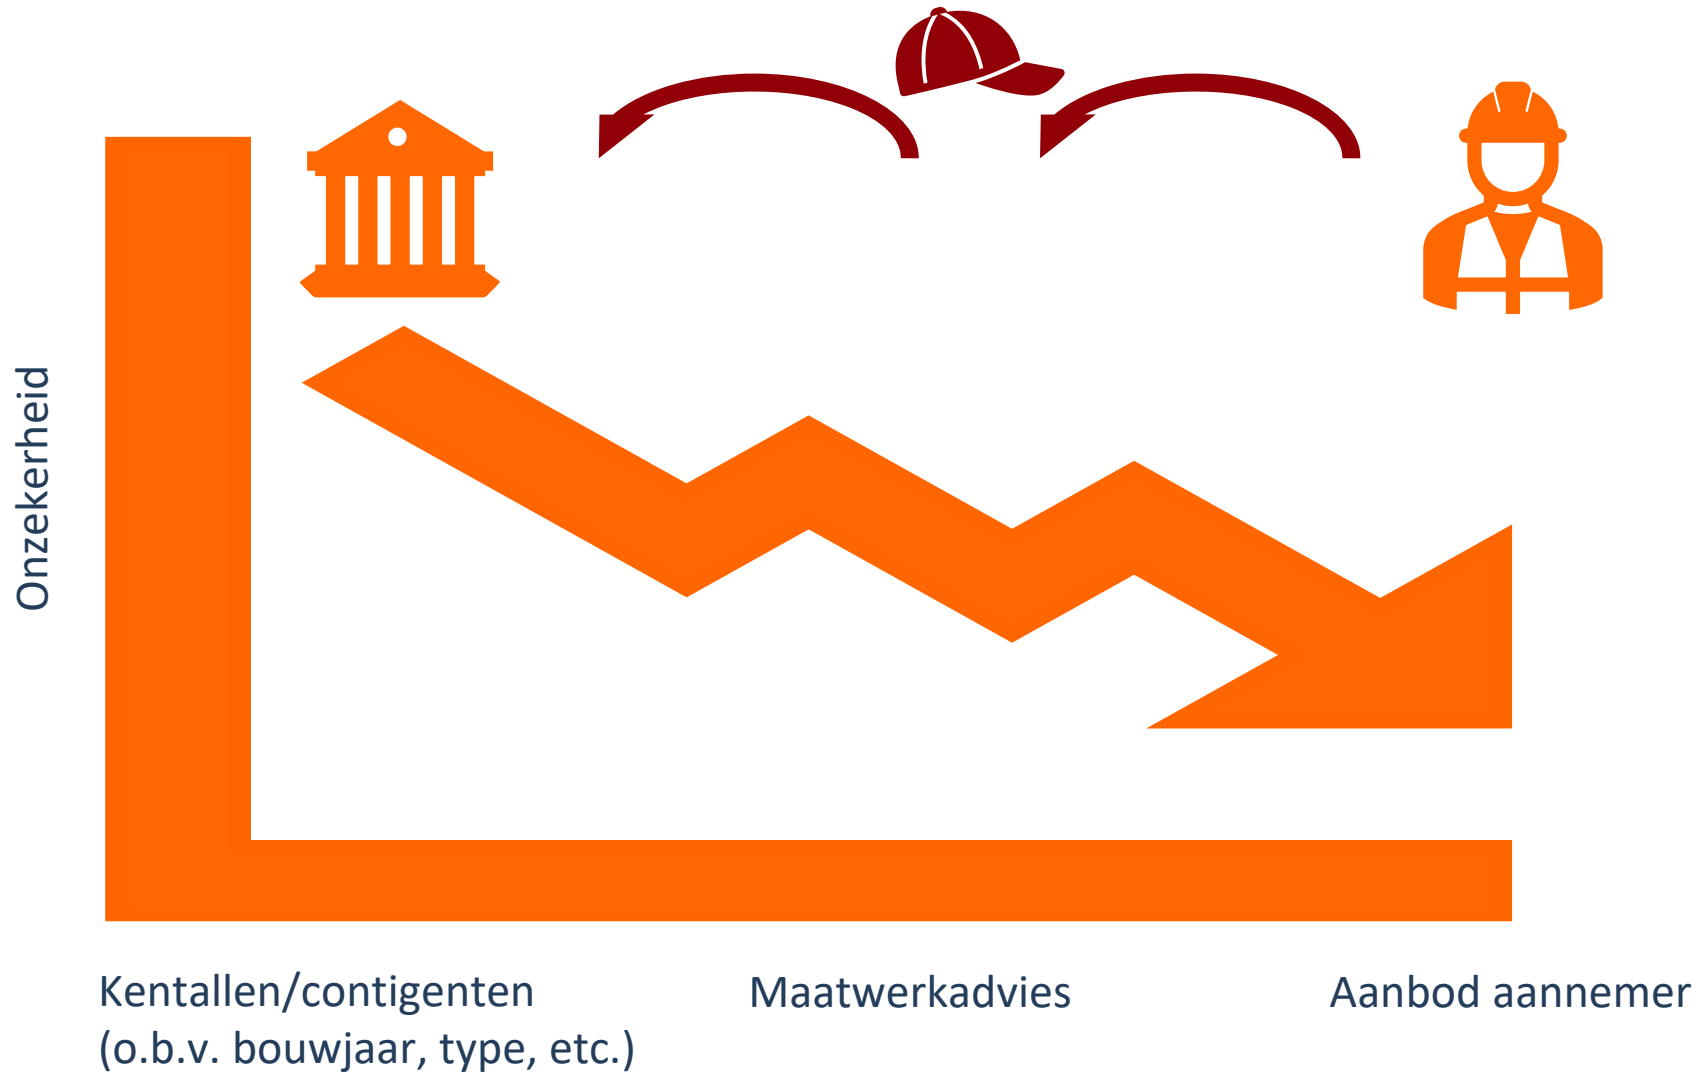 Onzekerheid
Kentallen/contigenten
(o.b.v. bouwjaar, type, etc.)
Maatwerkadvies
Aanbod aannemer